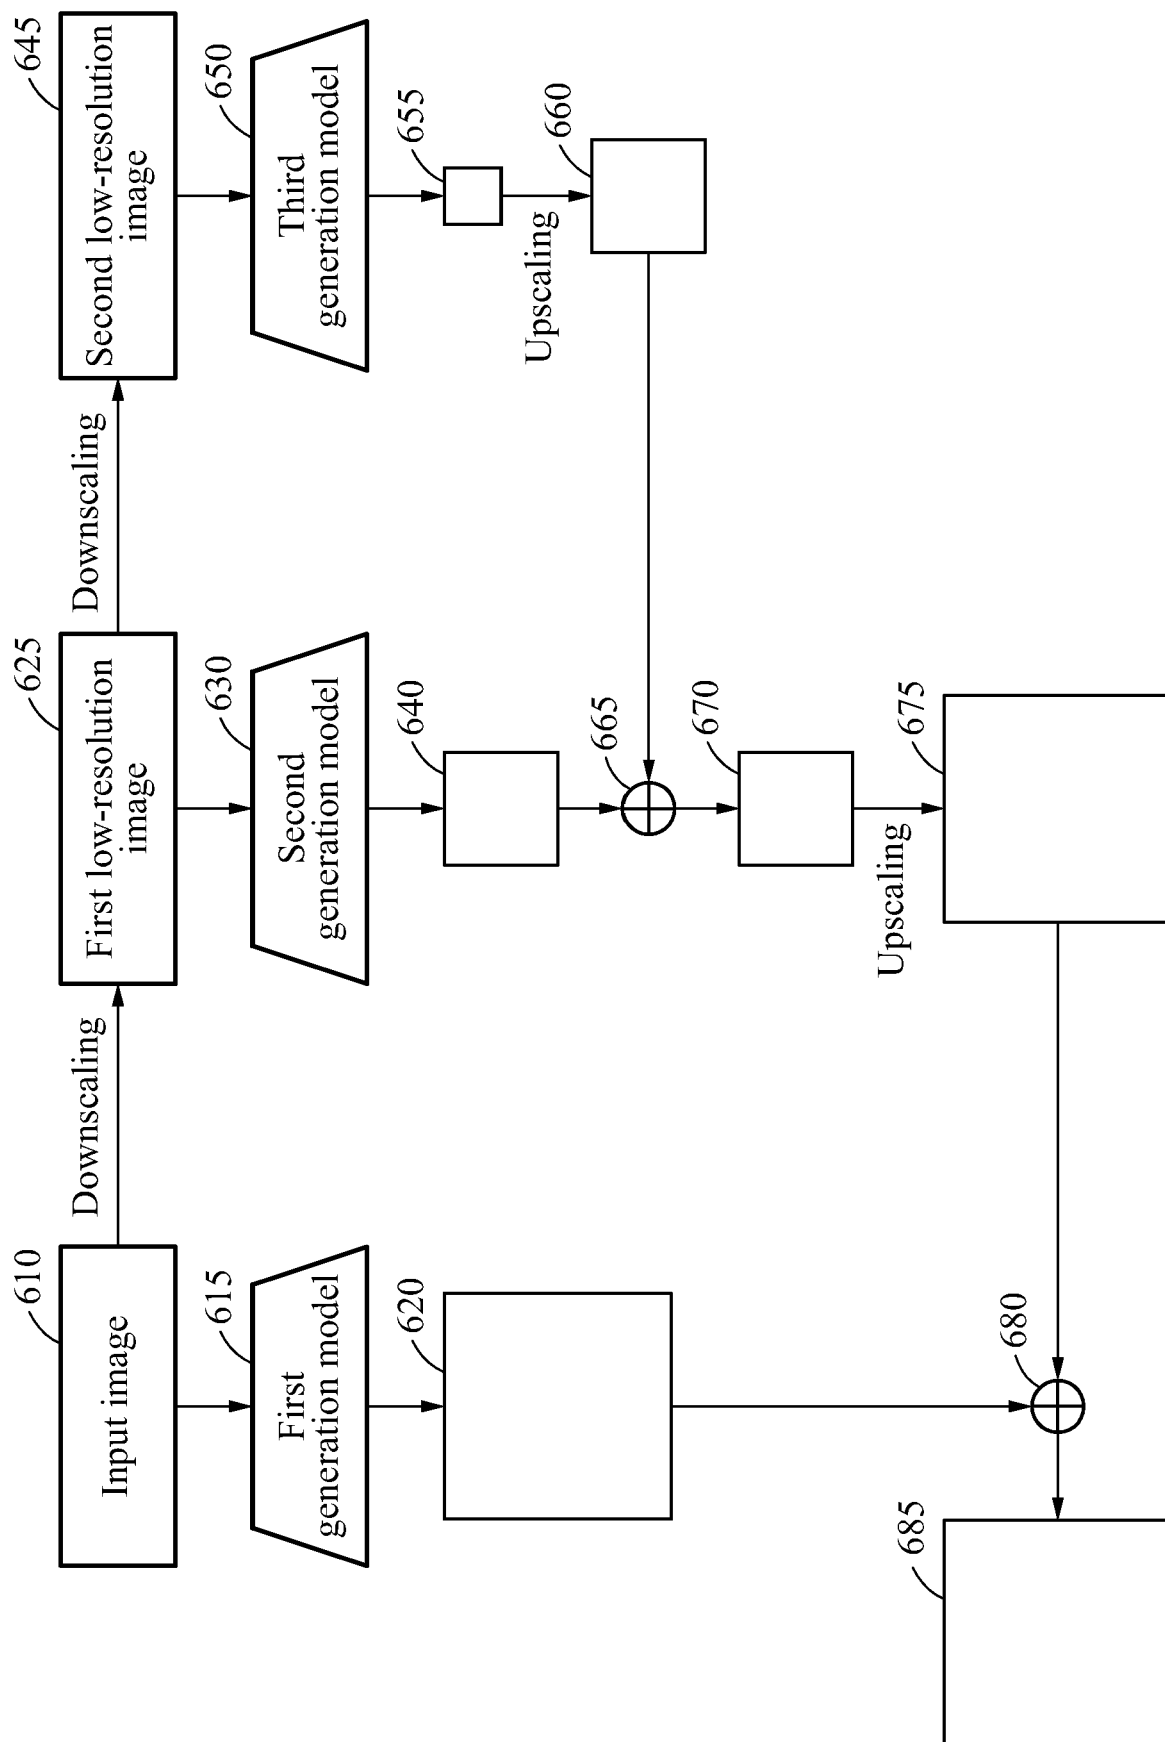 610
Input image
Downscaling
625
First low-resolution
image
Downscaling
645
Second low-resolution
image
615
First
generation model
630
Second
generation model
650
Third
generation model
620
640
655
Upscaling
660
665
670
Upscaling
675
680
685